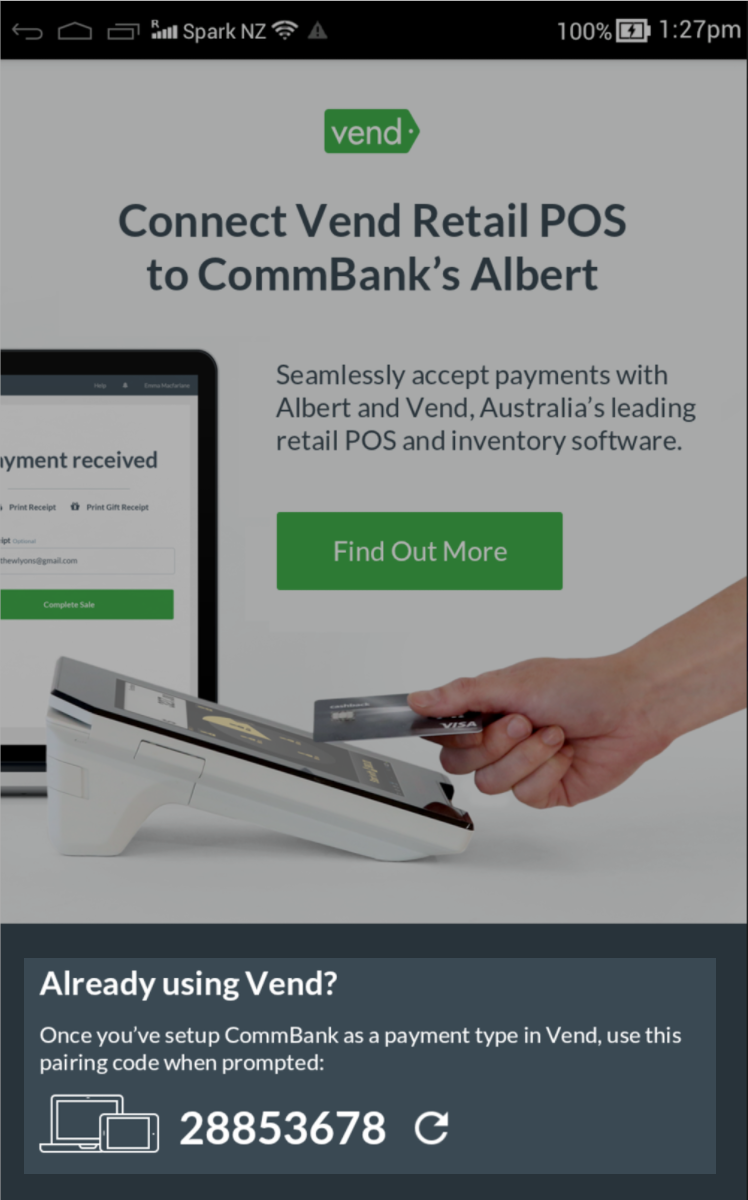 R Spark NZ 100% 1:27pm
vend
Connect Vend Retail POS
to CommBank's Albert
Seamlessly accept payments with
Albert and Vend, Australia's leading
retail POS and inventory software.
Help Emma Macfarlane
yment received
Print Receipt Print Gift Receipt
ipt Optional
thewlyons@gmail.com
Complete Sale
Find Out More
cashback
VISA
Already using Vend?
Once you've setup CommBank as a payment type in Vend, use this
pairing code when prompted:
28853678